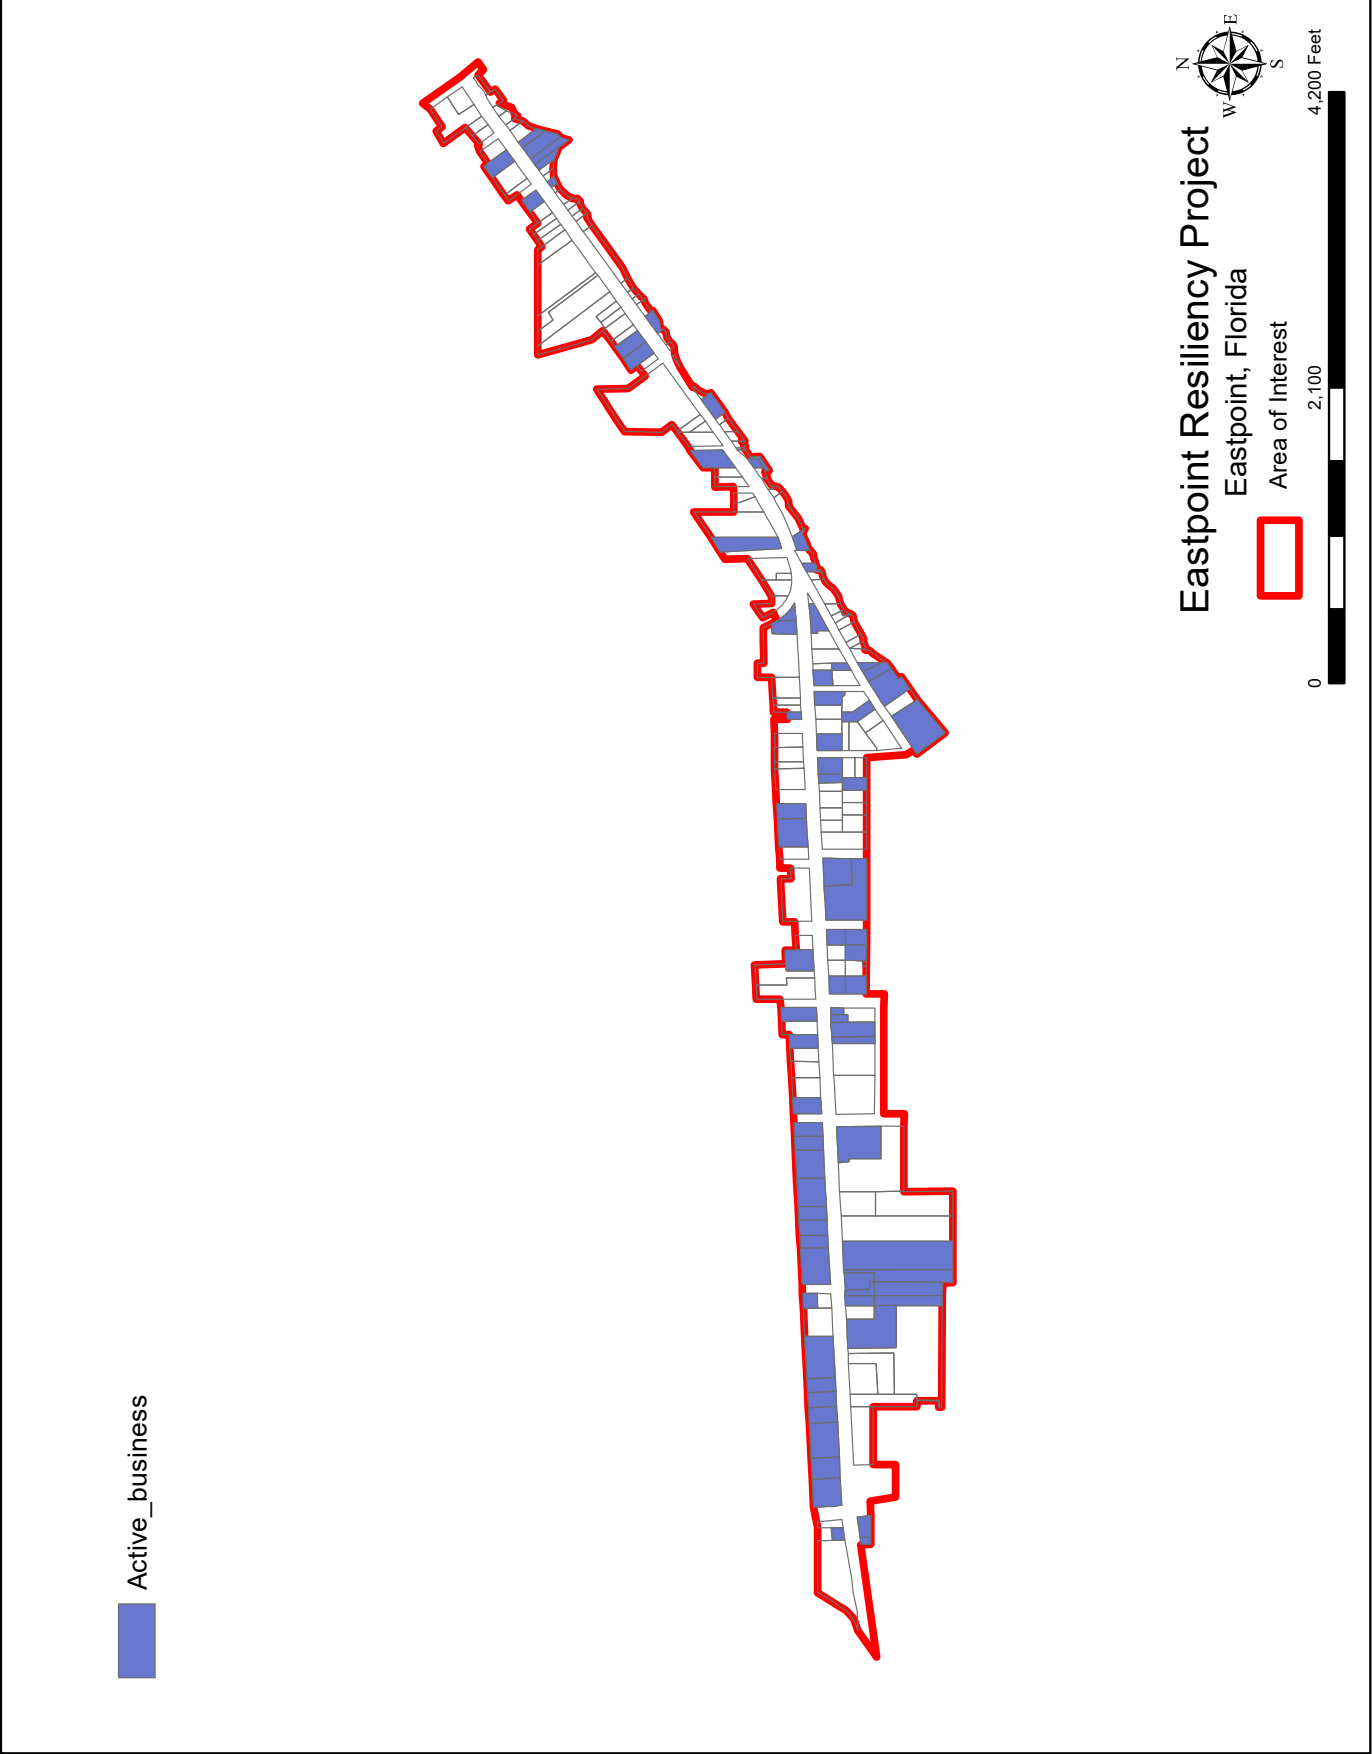 Active_business
Eastpoint Resiliency Project
Eastpoint, Florida
Area of Interest
N
W
E
S
0
2,100
4,200 Feet